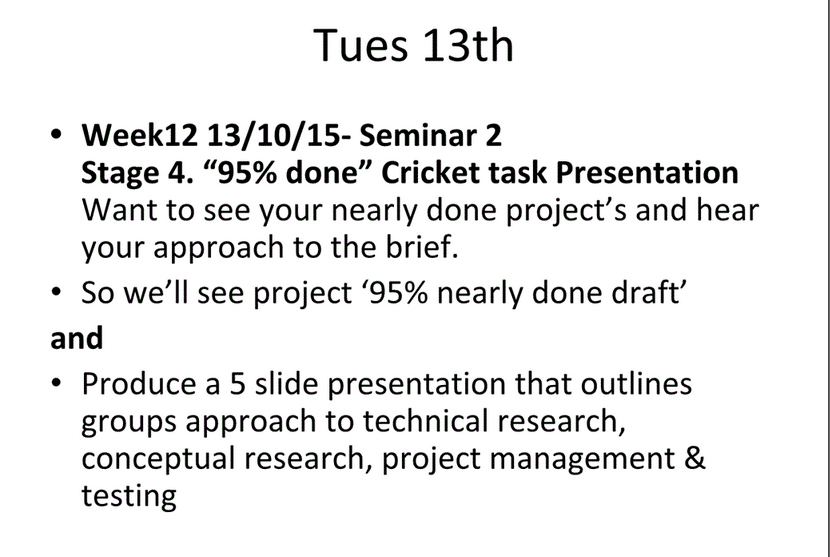 Tues 13th
• Week12 13/10/15- Seminar 2
Stage 4. “95% done” Cricket task Presentation
Want to see your nearly done project’s and hear
your approach to the brief.
• So we’ll see project ‘95% nearly done draft’
and
• Produce a 5 slide presentation that outlines
groups approach to technical research,
conceptual research, project management &
testing